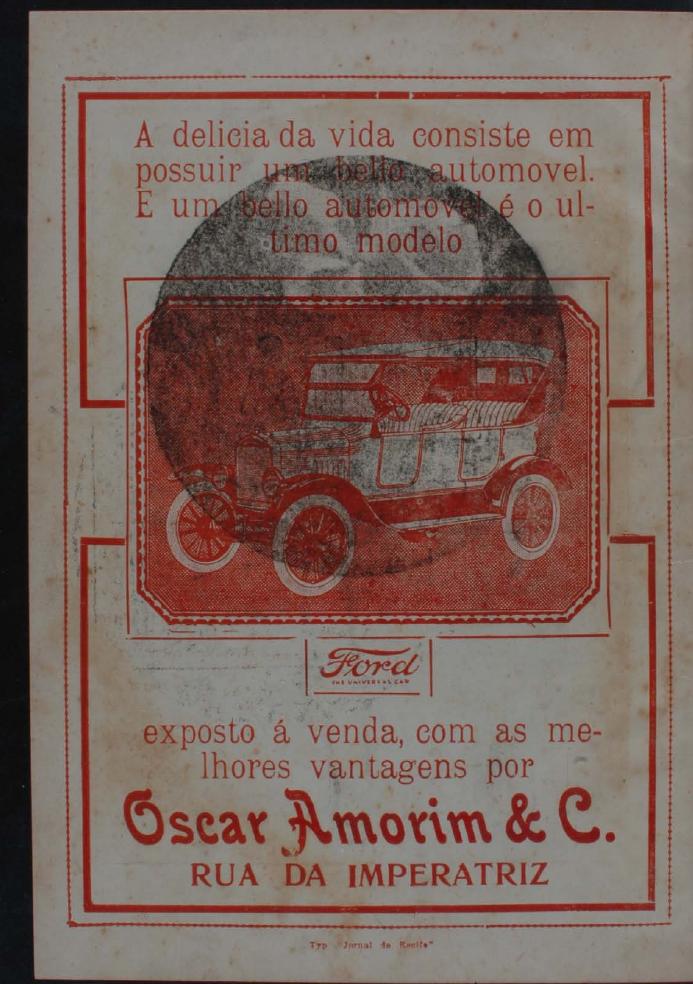 A delicia da vida consiste em
possuir um bello automovel.
E um bello automovel é o ul-
timo modelo
Ford
THE UNIVERSAL CAR
exposto á venda, com as me-
lhores vantagens por
Oscar Amorim & C.
RUA DA IMPERATRIZ
Typ "Jornal do Recife"